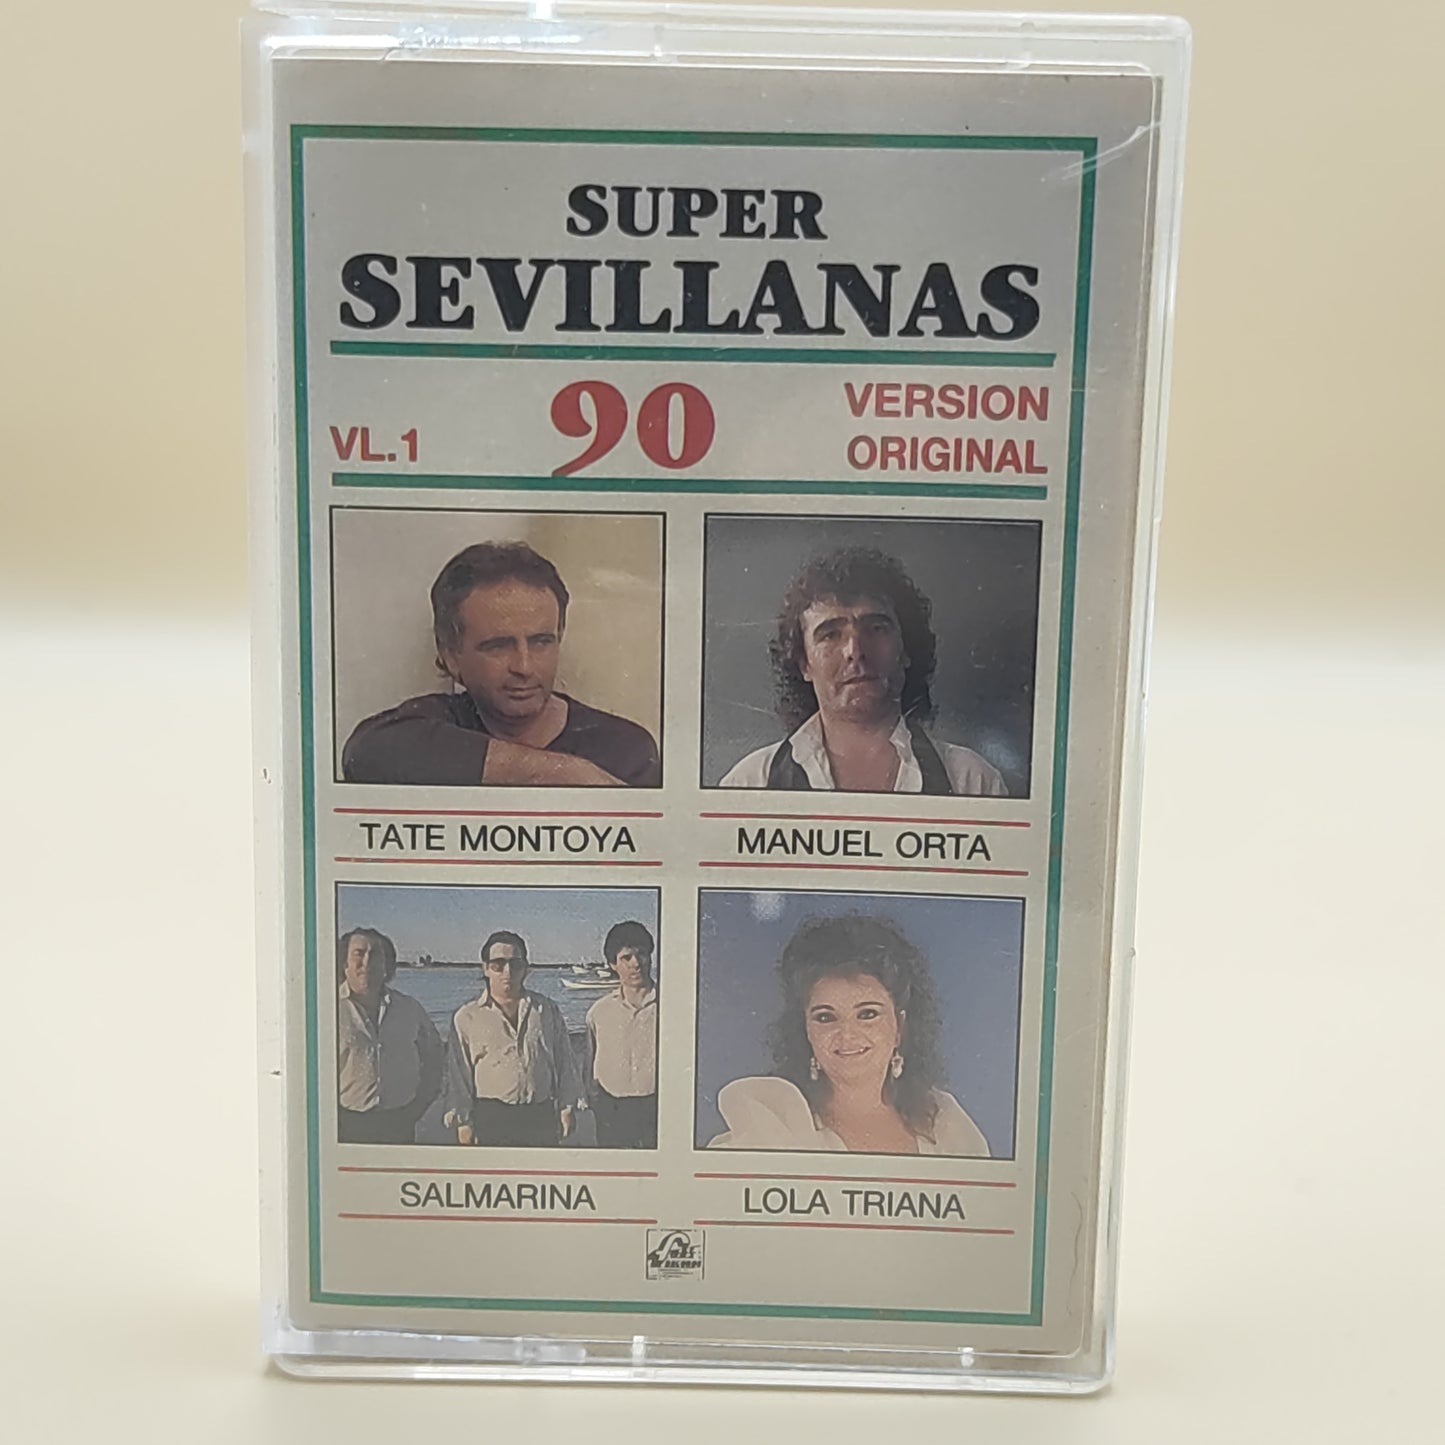 SUPER
SEVILLANAS
VL.1
90
VERSION
ORIGINAL
TATE MONTOYA
MANUEL ORTA
SALMARINA
LOLA TRIANA